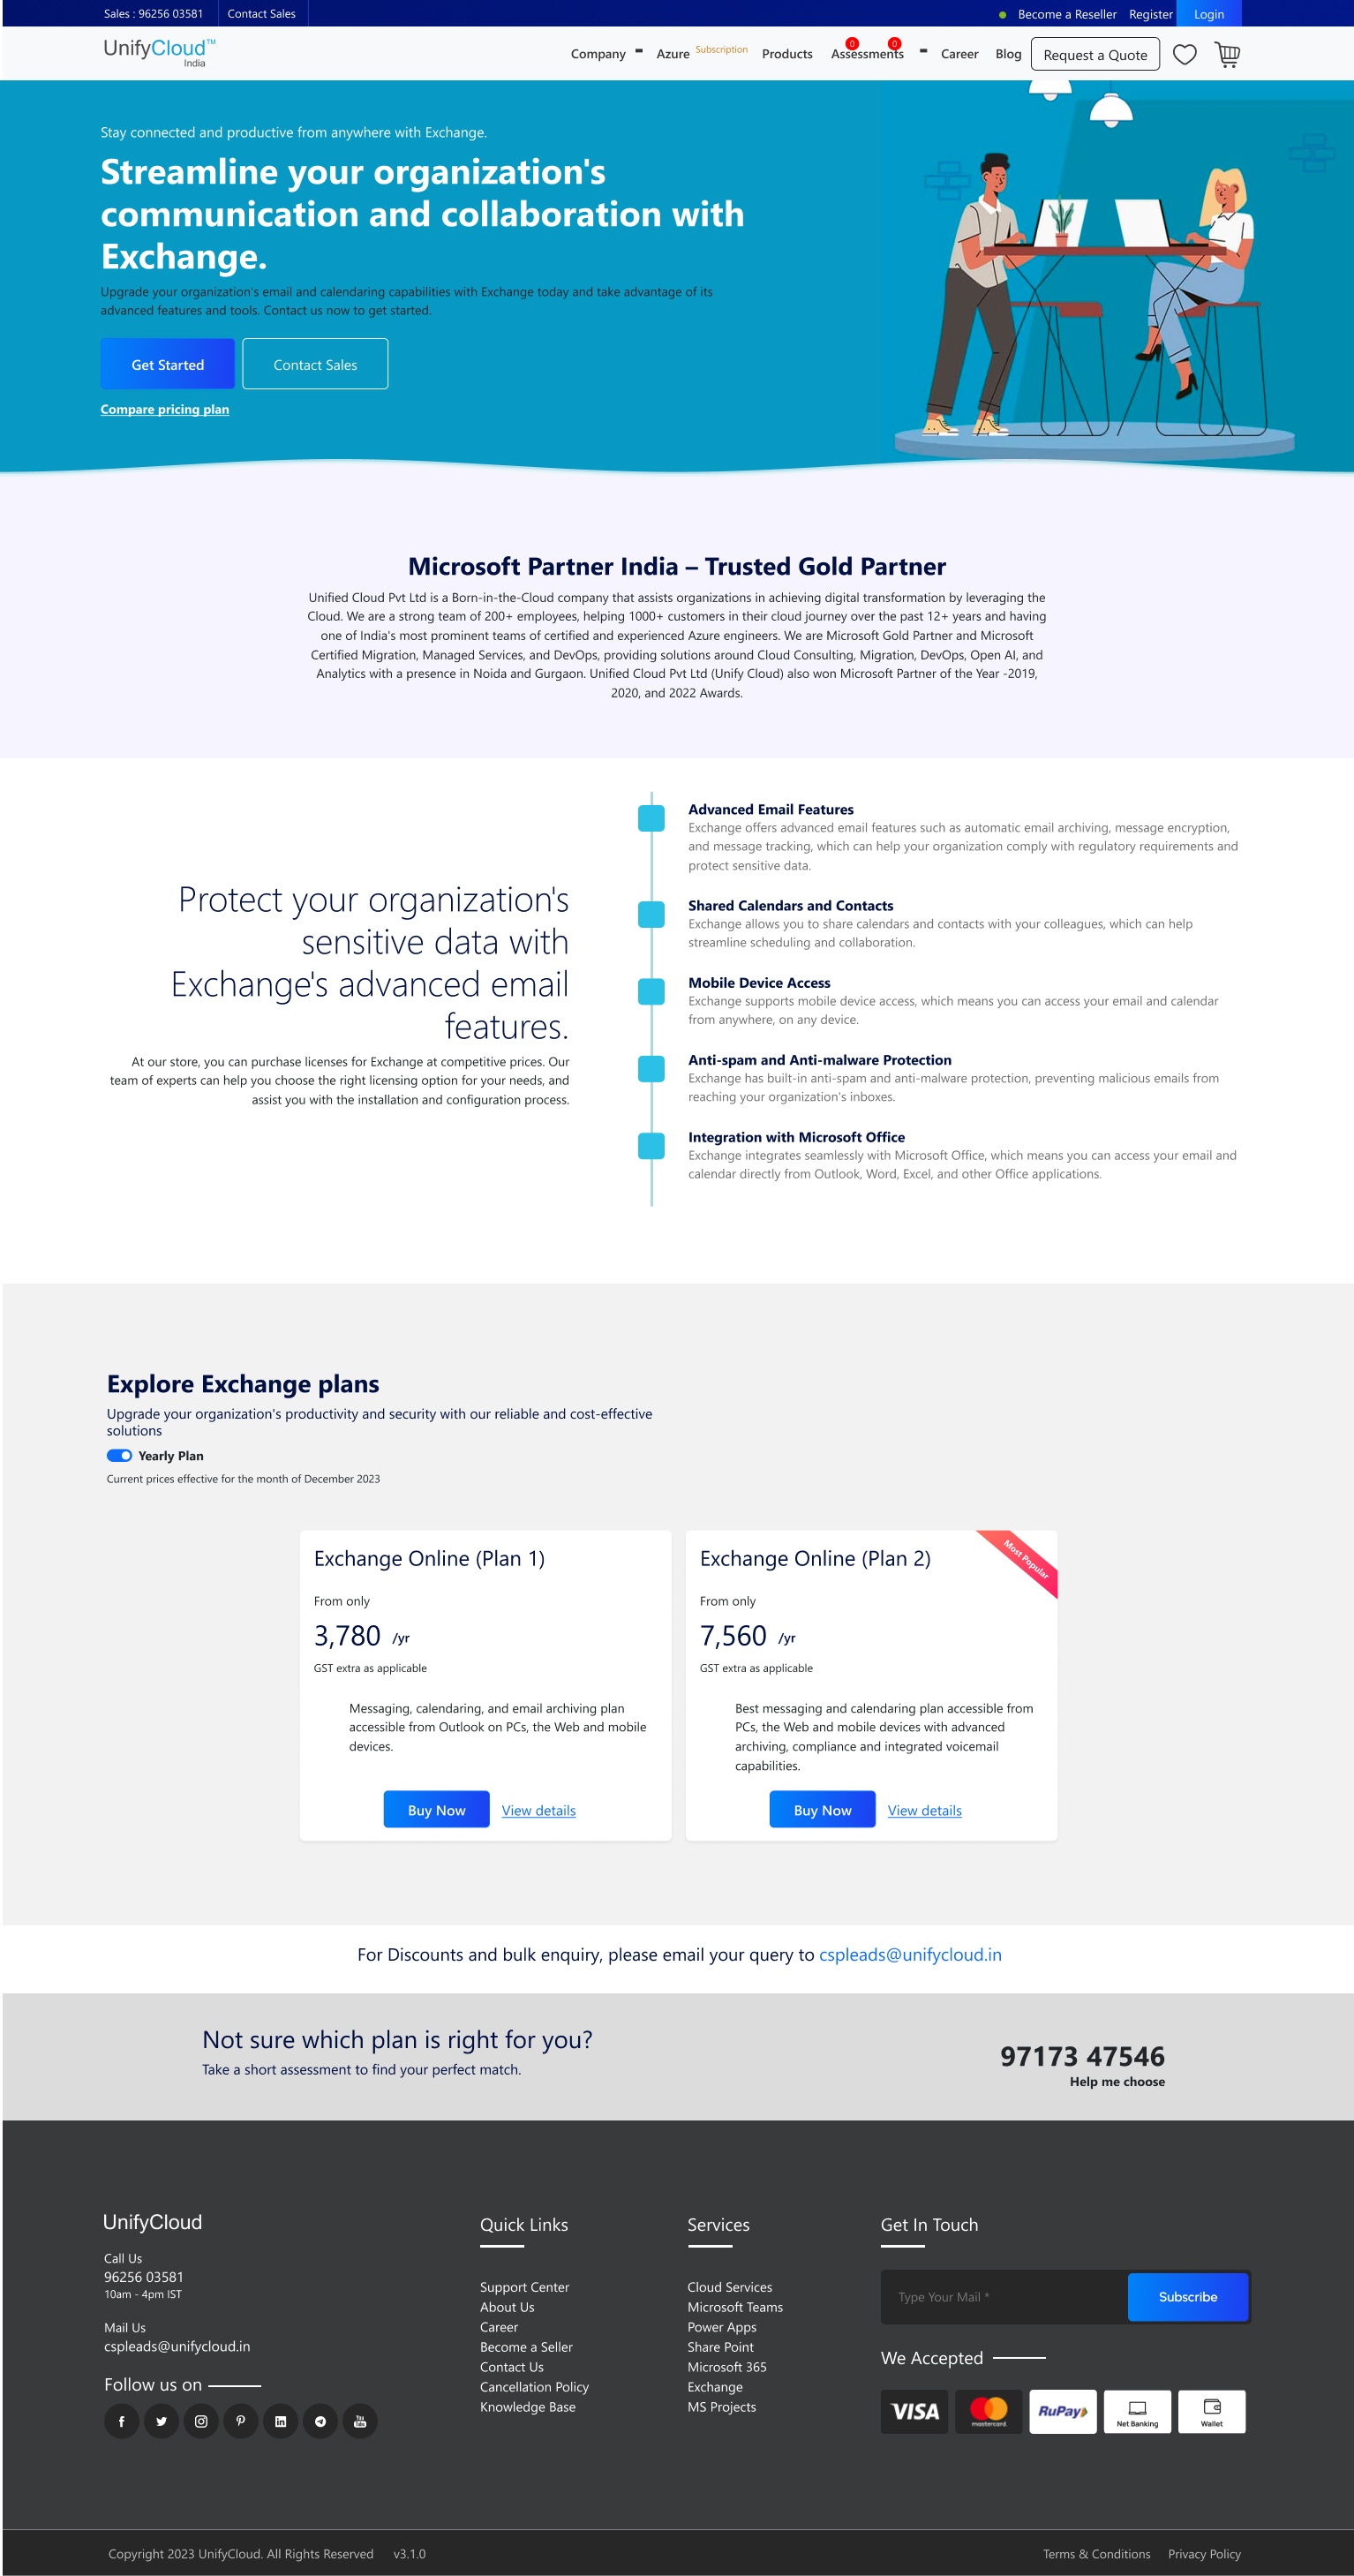 Sales : 96256 03581 Contact Sales Become a Reseller Register Login
UnifyCloud™
India
Company Azure Subscription Products Assessments 0 0 Career Blog Request a Quote
Stay connected and productive from anywhere with Exchange.
Streamline your organization's
communication and collaboration with
Exchange.
Upgrade your organization's email and calendaring capabilities with Exchange today and take advantage of its
advanced features and tools. Contact us now to get started.
Get Started Contact Sales
Compare pricing plan
Microsoft Partner India – Trusted Gold Partner
Unified Cloud Pvt Ltd is a Born-in-the-Cloud company that assists organizations in achieving digital transformation by leveraging the
Cloud. We are a strong team of 200+ employees, helping 1000+ customers in their cloud journey over the past 12+ years and having
one of India's most prominent teams of certified and experienced Azure engineers. We are Microsoft Gold Partner and Microsoft
Certified Migration, Managed Services, and DevOps, providing solutions around Cloud Consulting, Migration, DevOps, Open AI, and
Analytics with a presence in Noida and Gurgaon. Unified Cloud Pvt Ltd (Unify Cloud) also won Microsoft Partner of the Year -2019,
2020, and 2022 Awards.
Protect your organization's
sensitive data with
Exchange's advanced email
features.
At our store, you can purchase licenses for Exchange at competitive prices. Our
team of experts can help you choose the right licensing option for your needs, and
assist you with the installation and configuration process.
Advanced Email Features
Exchange offers advanced email features such as automatic email archiving, message encryption,
and message tracking, which can help your organization comply with regulatory requirements and
protect sensitive data.
Shared Calendars and Contacts
Exchange allows you to share calendars and contacts with your colleagues, which can help
streamline scheduling and collaboration.
Mobile Device Access
Exchange supports mobile device access, which means you can access your email and calendar
from anywhere, on any device.
Anti-spam and Anti-malware Protection
Exchange has built-in anti-spam and anti-malware protection, preventing malicious emails from
reaching your organization's inboxes.
Integration with Microsoft Office
Exchange integrates seamlessly with Microsoft Office, which means you can access your email and
calendar directly from Outlook, Word, Excel, and other Office applications.
Explore Exchange plans
Upgrade your organization's productivity and security with our reliable and cost-effective
solutions
Yearly Plan
Current prices effective for the month of December 2023
Exchange Online (Plan 1)
From only
3,780 /yr
GST extra as applicable
Messaging, calendaring, and email archiving plan
accessible from Outlook on PCs, the Web and mobile
devices.
Buy Now View details
Exchange Online (Plan 2)
Most Popular
From only
7,560 /yr
GST extra as applicable
Best messaging and calendaring plan accessible from
PCs, the Web and mobile devices with advanced
archiving, compliance and integrated voicemail
capabilities.
Buy Now View details
For Discounts and bulk enquiry, please email your query to cspleads@unifycloud.in
Not sure which plan is right for you?
Take a short assessment to find your perfect match.
97173 47546
Help me choose
UnifyCloud
Call Us
96256 03581
10am - 4pm IST
Mail Us
cspleads@unifycloud.in
Follow us on
You Tube
Quick Links
Support Center
About Us
Career
Become a Seller
Contact Us
Cancellation Policy
Knowledge Base
Services
Cloud Services
Microsoft Teams
Power Apps
Share Point
Microsoft 365
Exchange
MS Projects
Get In Touch
Type Your Mail * Subscribe
We Accepted
VISA mastercard RuPay Net Banking Wallet
Copyright 2023 UnifyCloud. All Rights Reserved v3.1.0 Terms & Conditions Privacy Policy